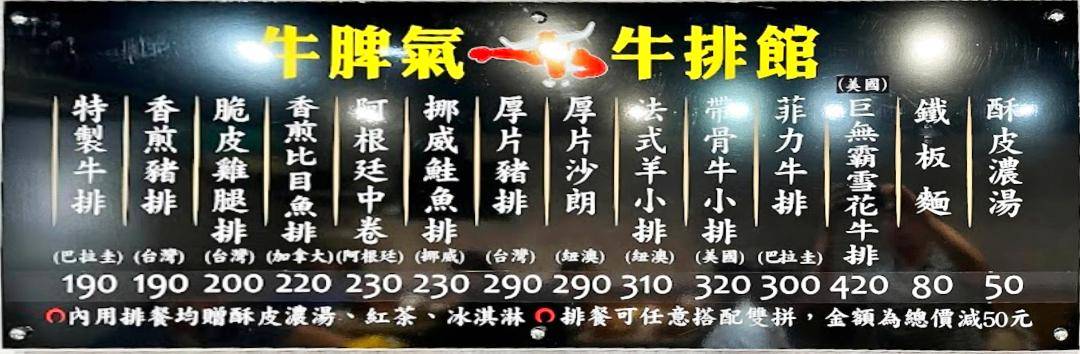 牛脾氣 牛排館
酥皮濃湯 50
鐵板麵 80
(美國) 巨無霸雪花牛排 420
菲力牛排 (巴拉圭) 300
帶骨牛小排 (美國) 320
法式羊小排 (紐澳) 310
厚片沙朗 (紐澳) 290
厚片豬排 (台灣) 290
挪威鮭魚排 (挪威) 230
阿根廷中卷 (阿根廷) 230
香煎比目魚排 (加拿大) 220
脆皮雞腿排 (台灣) 200
香煎豬排 (台灣) 190
特製牛排 (巴拉圭) 190
內用排餐均贈酥皮濃湯、紅茶、冰淇淋 排餐可任意搭配雙拼，金額為總價減50元